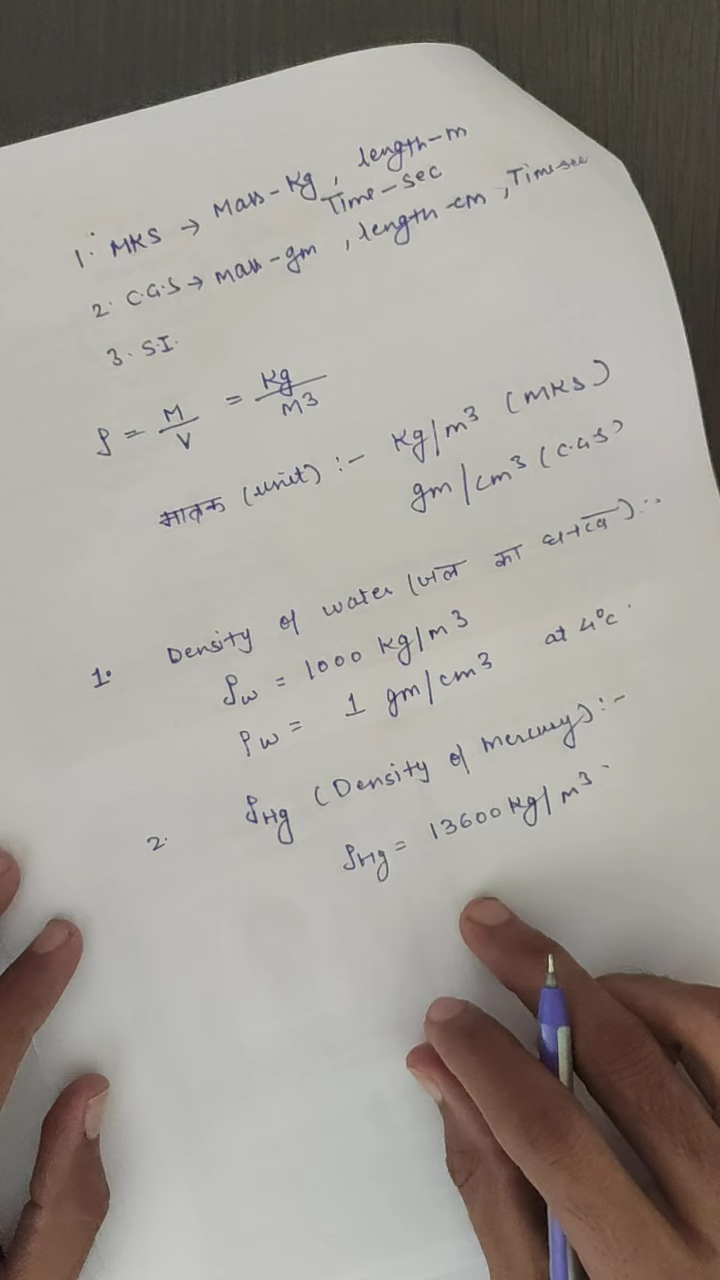 1. MKS → Mass - Kg, length - m
Time - sec
2. C.G.S → mass - gm, length - cm, Time sec
3. S.I.
ρ = M/V = Kg/M³
मात्रक (unit) :- Kg/m³ (MKS)
gm/cm³ (C.G.S)
1. Density of water (जल का घनत्व) :-
ρw = 1000 kg/m³
ρw = 1 gm/cm³ at 4°c.
2. ρHg (Density of mercury) :-
ρHg = 13600 kg/m³